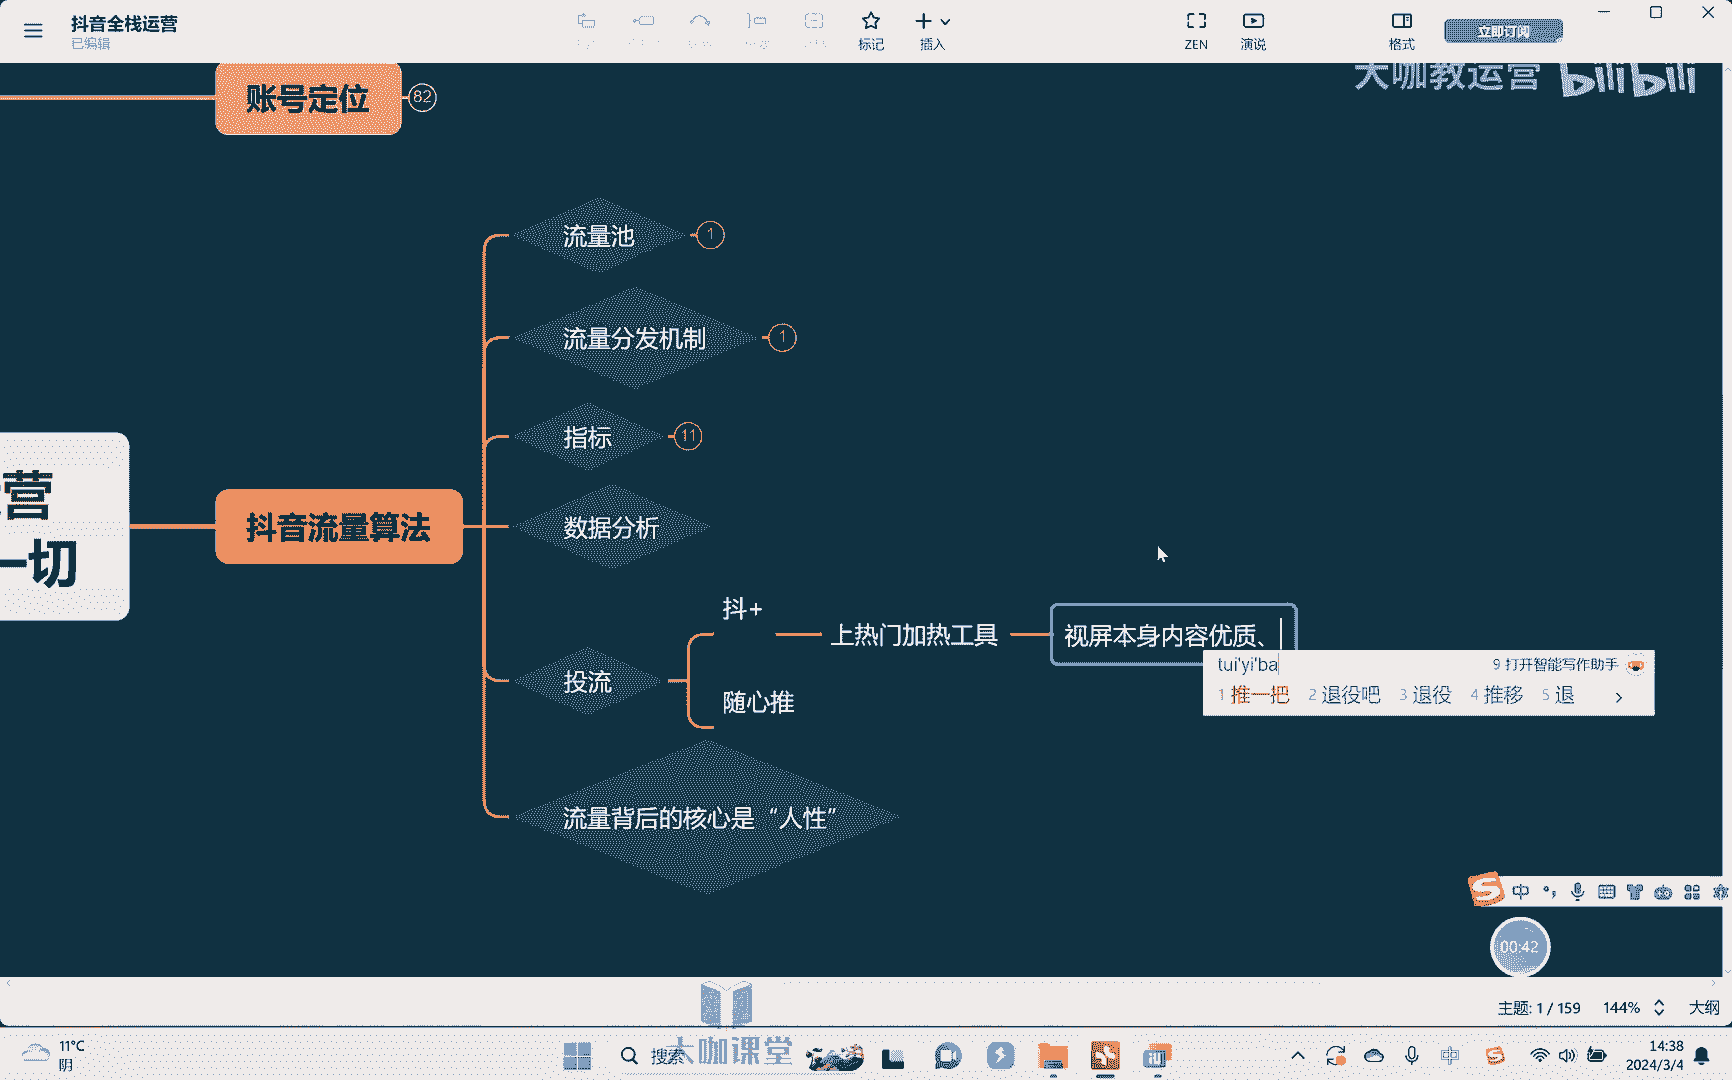 抖音全栈运营
已编辑
标记
插入
ZEN
演说
格式
立即订阅
大咖教运营 bilibili
账号定位
82
流量池
1
流量分发机制
1
指标
11
营
一切
抖音流量算法
数据分析
抖+
上热门加热工具
视屏本身内容优质、
tui'yi'ba
9 打开智能写作助手
1 推一把 2 退役吧 3 退役 4 推移 5 退
投流
随心推
流量背后的核心是“人性”
中
00:42
主题: 1 / 159
144%
大纲
大咖课堂
11°C
阴
搜索
中
14:38
2024/3/4